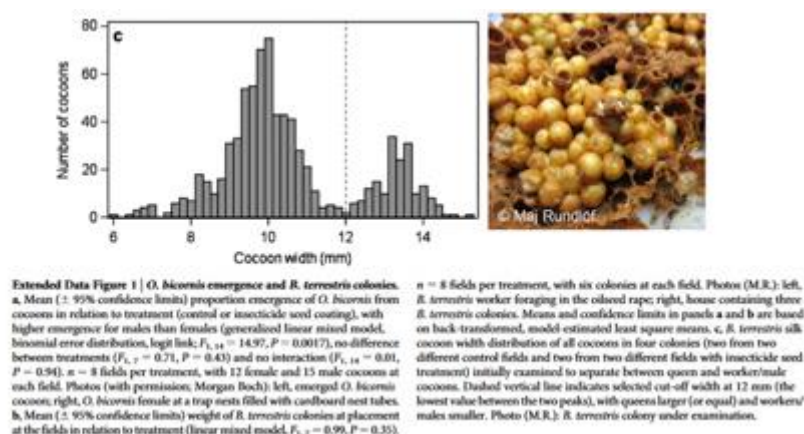 c
80
60
40
20
0
Number of cocoons
6 8 10 12 14
Cocoon width (mm)
© Maj Rundlöf
Extended Data Figure 1 | O. bicornis emergence and B. terrestris colonies.
a, Mean (± 95% confidence limits) proportion emergence of O. bicornis from
cocoons in relation to treatment (control or insecticide seed coating), with
higher emergence for males than females (generalized linear mixed model,
binomial error distribution, logit link; F1, 14 = 14.97, P = 0.0017), no difference
between treatments (F1, 7 = 0.71, P = 0.43) and no interaction (F1, 14 = 0.01,
P = 0.94). n = 8 fields per treatment, with 12 female and 15 male cocoons at
each field. Photos (with permission; Morgan Boch): left, emerged O. bicornis
cocoon; right, O. bicornis female at a trap nests filled with cardboard nest tubes.
b, Mean (± 95% confidence limits) weight of B. terrestris colonies at placement
at the fields in relation to treatment (linear mixed model, F1, 7 = 0.99, P = 0.35).
n = 8 fields per treatment, with six colonies at each field. Photos (M.R.): left,
B. terrestris worker foraging in the oilseed rape; right, house containing three
B. terrestris colonies. Means and confidence limits in panels a and b are based
on back-transformed, model-estimated least square means. c, B. terrestris silk
cocoon width distribution of all cocoons in four colonies (two from two
different control fields and two from two different fields with insecticide seed
treatment) initially examined to separate between queen and worker/male
cocoons. Dashed vertical line indicates selected cut-off width at 12 mm (the
lowest value between the two peaks), with queens larger (or equal) and workers/
males smaller. Photo (M.R.): B. terrestris colony under examination.